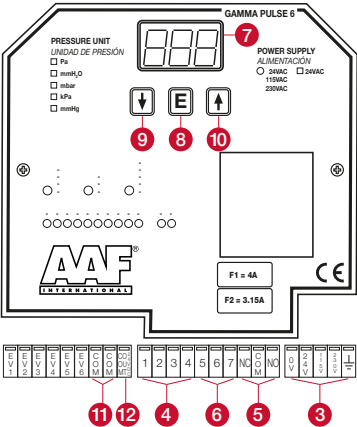 GAMMA PULSE 6
7
PRESSURE UNIT
UNIDAD DE PRESIÓN
Pa
mmH2O
mbar
kPa
mmHg
POWER SUPPLY
ALIMENTACIÓN
24VAC 24VAC
115VAC
230VAC
E
9
8
10
AAF®
INTERNATIONAL
F1 = 4A
F2 = 3.15A
CE
EV1 EV2 EV3 EV4 EV5 EV6 COM COM
1 2 3 4 5 6 7 NC COM NO
0V 24V 115V 230V
11 12 4 6 5 3